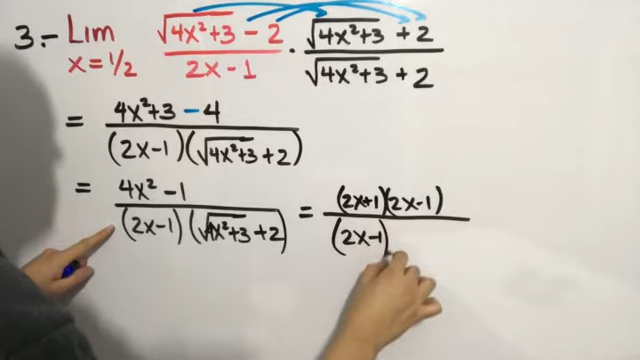 3.- Lim x=1/2 (√(4x²+3) - 2)/(2x-1) · (√(4x²+3) + 2)/(√(4x²+3) + 2)
= (4x²+3-4)/((2x-1)(√(4x²+3)+2))
= (4x²-1)/((2x-1)(√(4x²+3)+2)) = ((2x+1)(2x-1))/((2x-1)